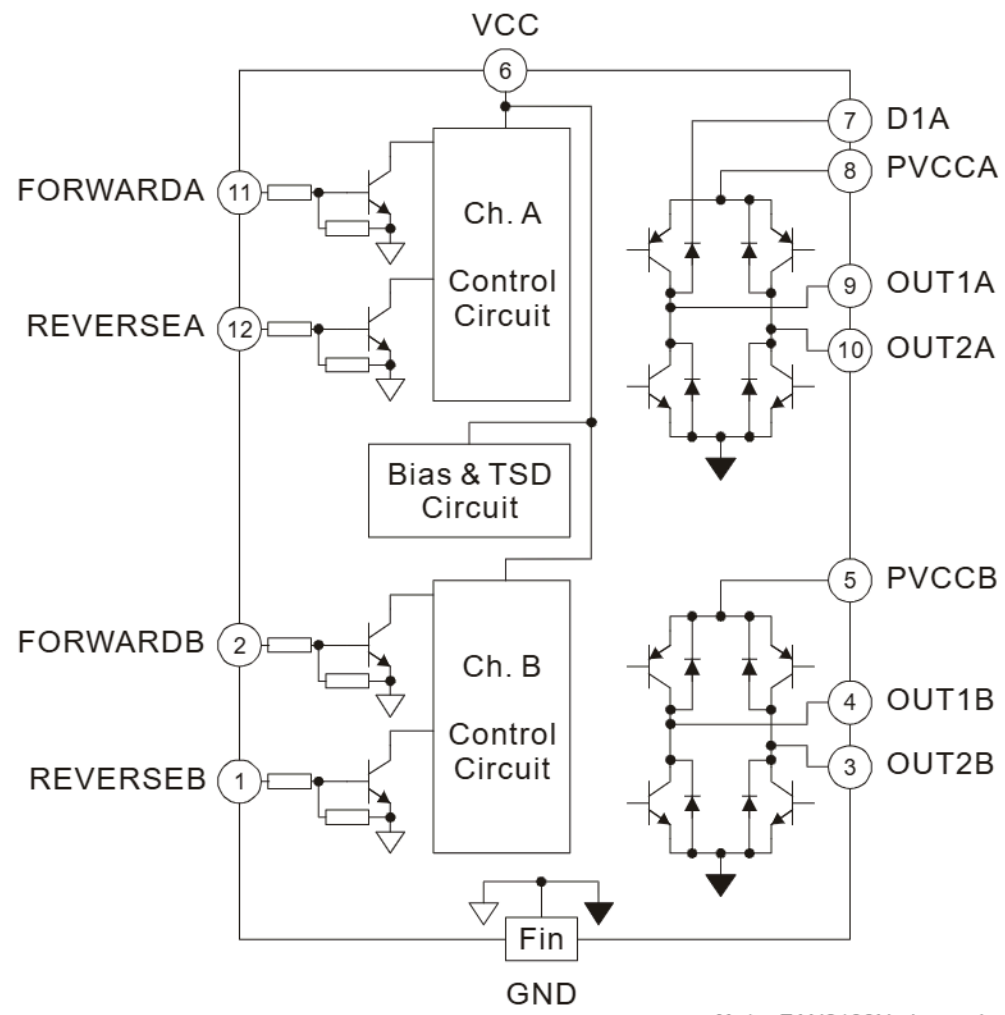 VCC
6
7 D1A
8 PVCCA
FORWARDA 11
Ch. A
Control
Circuit
9 OUT1A
REVERSEA 12
10 OUT2A
Bias & TSD
Circuit
5 PVCCB
FORWARDB 2
Ch. B
Control
Circuit
4 OUT1B
3 OUT2B
REVERSEB 1
Fin
GND